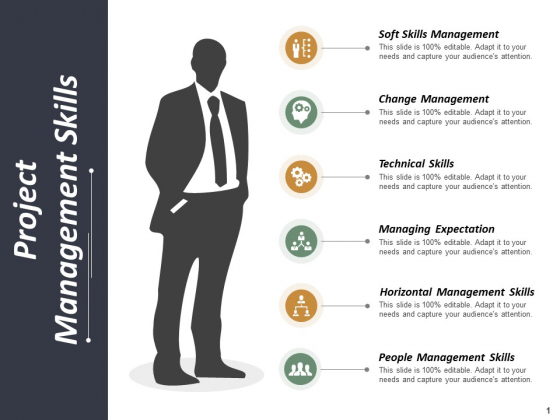 Project
Management Skills
Soft Skills Management
This slide is 100% editable. Adapt it to your
needs and capture your audience's attention.
Change Management
This slide is 100% editable. Adapt it to your
needs and capture your audience's attention.
Technical Skills
This slide is 100% editable. Adapt it to your
needs and capture your audience's attention.
Managing Expectation
This slide is 100% editable. Adapt it to your
needs and capture your audience's attention.
Horizontal Management Skills
This slide is 100% editable. Adapt it to your
needs and capture your audience's attention.
People Management Skills
This slide is 100% editable. Adapt it to your
needs and capture your audience's attention.
1